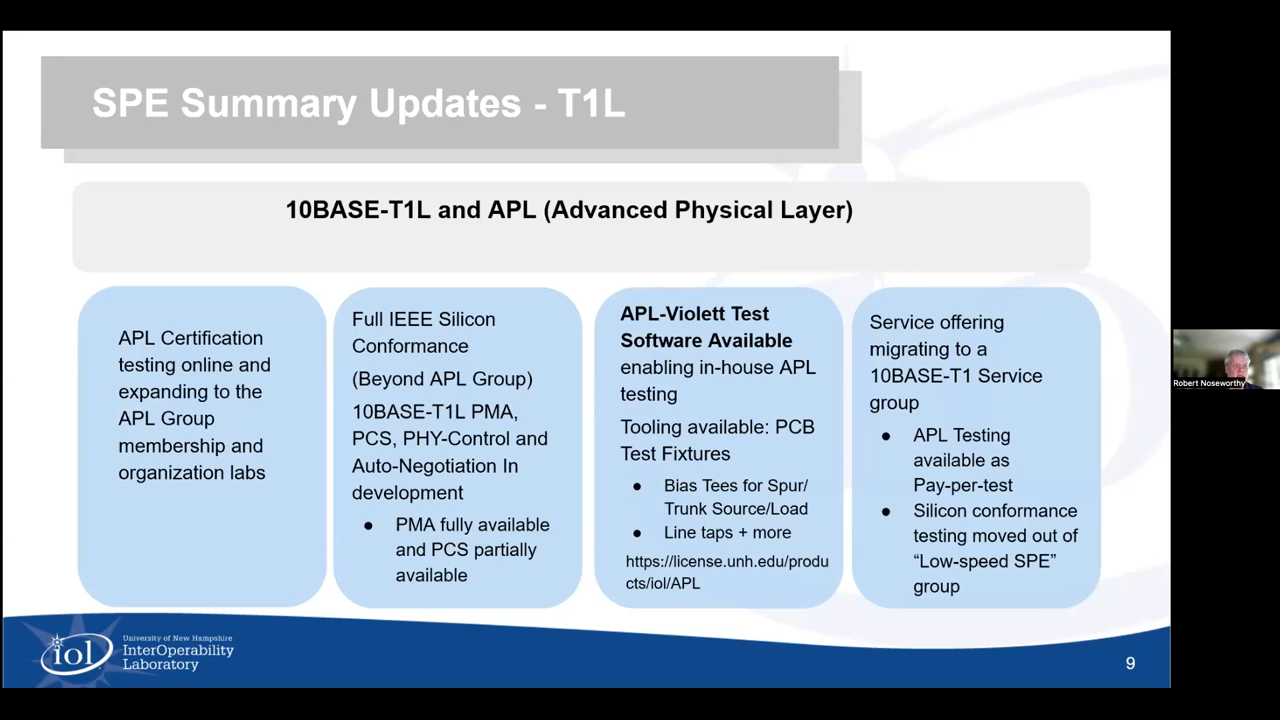 SPE Summary Updates - T1L
10BASE-T1L and APL (Advanced Physical Layer)
APL Certification
testing online and
expanding to the
APL Group
membership and
organization labs
Full IEEE Silicon
Conformance
(Beyond APL Group)
10BASE-T1L PMA,
PCS, PHY-Control and
Auto-Negotiation In
development
● PMA fully available
and PCS partially
available
APL-Violett Test
Software Available
enabling in-house APL
testing
Tooling available: PCB
Test Fixtures
● Bias Tees for Spur/
Trunk Source/Load
● Line taps + more
https://license.unh.edu/produ
cts/iol/APL
Service offering
migrating to a
10BASE-T1 Service
group
● APL Testing
available as
Pay-per-test
● Silicon conformance
testing moved out of
“Low-speed SPE”
group
Robert Noseworthy
iol
University of New Hampshire
InterOperability
Laboratory
9